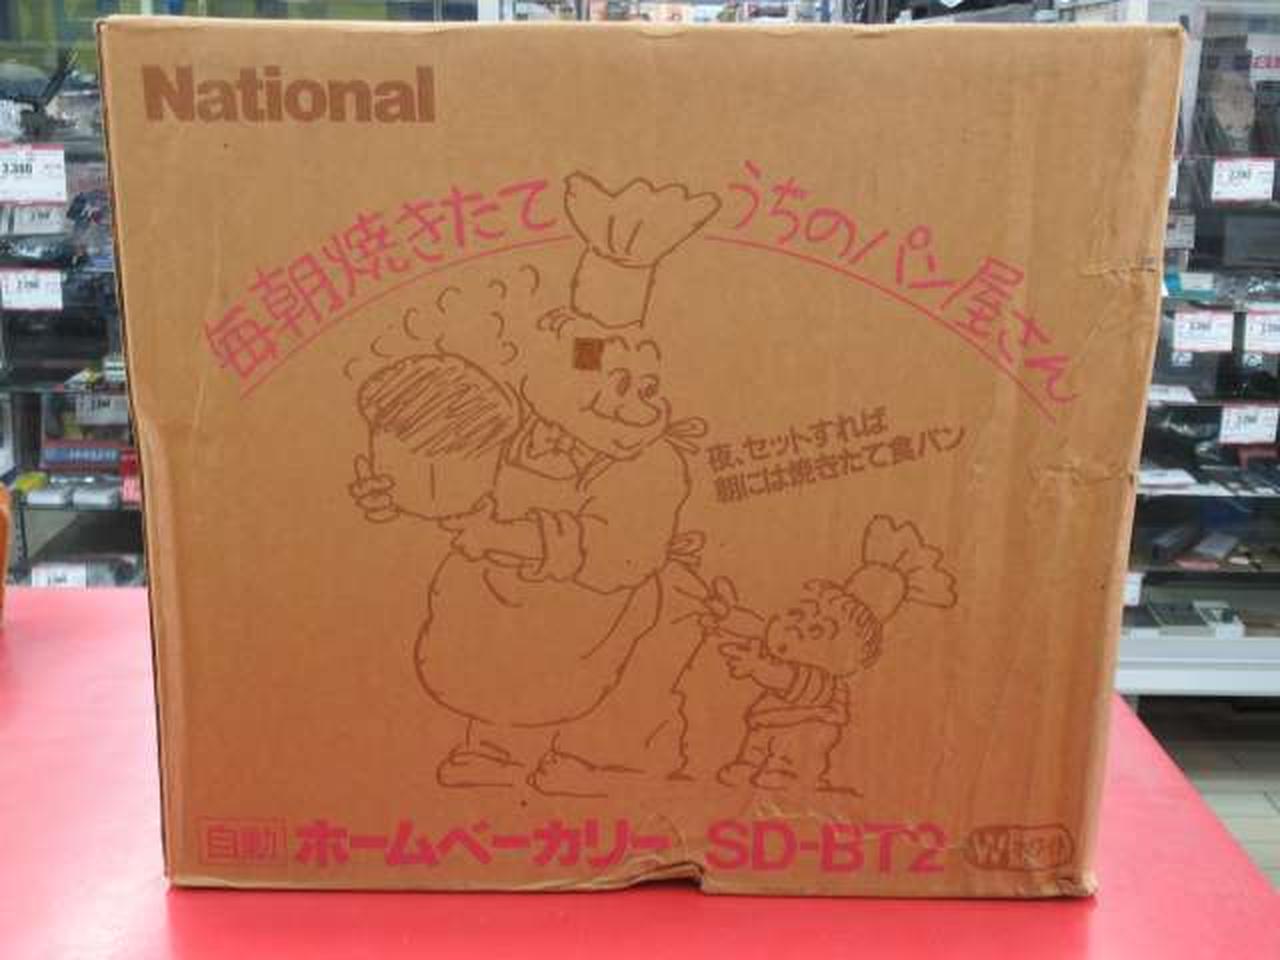 National
毎朝焼きたて うちのパン屋さん
夜、セットすれば
朝には焼きたて食パン
自動 ホームベーカリー SD-BT2 W